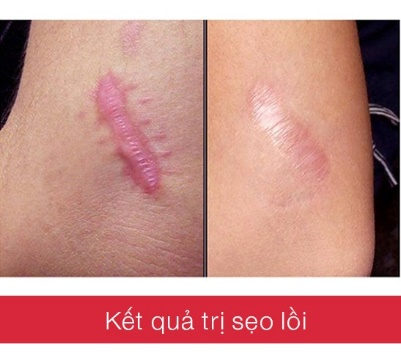 Kết quả trị sẹo lồi